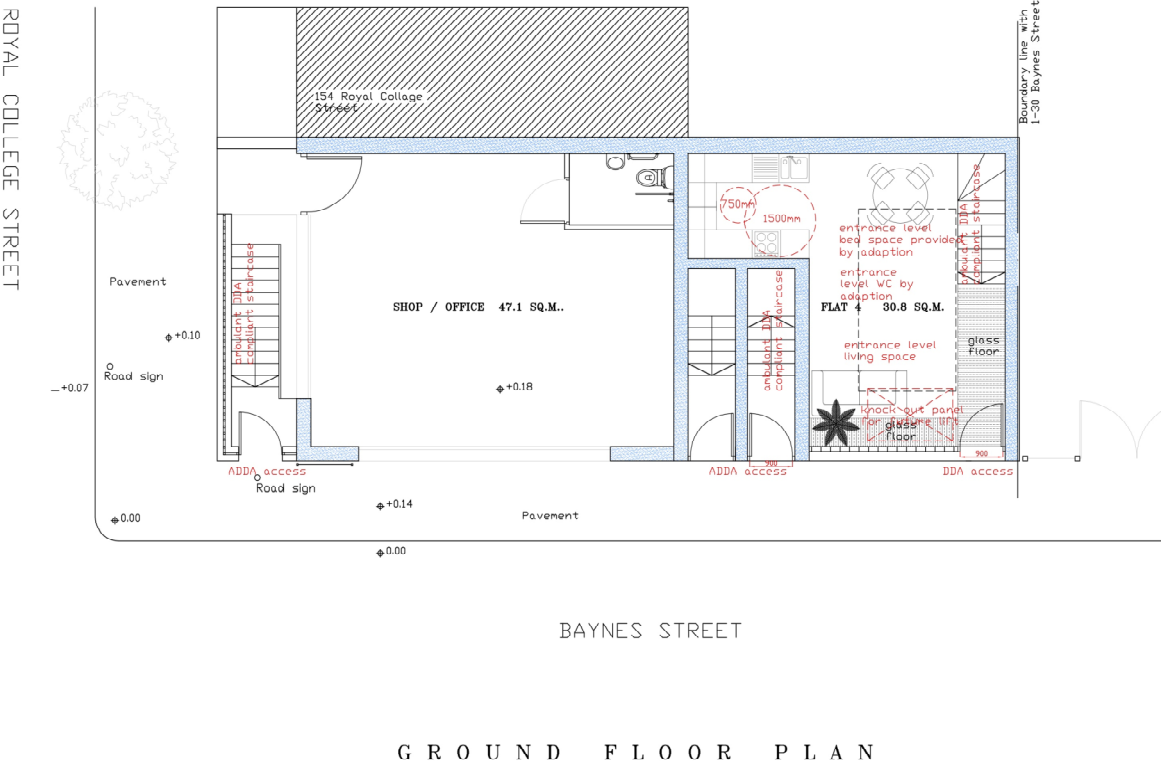 ROYAL COLLEGE STREET
Boundary line with
1-30 Baynes Street
154 Royal Collage
Street
750mm
1500mm
entrance level
bed space provided
by adaption
entrance
level WC by
adaption
ambulant DDA
compliant staircase
ambulant DDA
compliant staircase
ambulant DDA
compliant staircase
Pavement
SHOP / OFFICE 47.1 SQ.M..
FLAT 4 30.8 SQ.M.
+0.10
entrance level
living space
glass
floor
Road sign
+0.07
+0.18
knock out panel
for future lift
glass
floor
900
900
ADDA access
ADDA access
DDA access
Road sign
+0.14
Pavement
0.00
0.00
BAYNES STREET
GROUND FLOOR PLAN